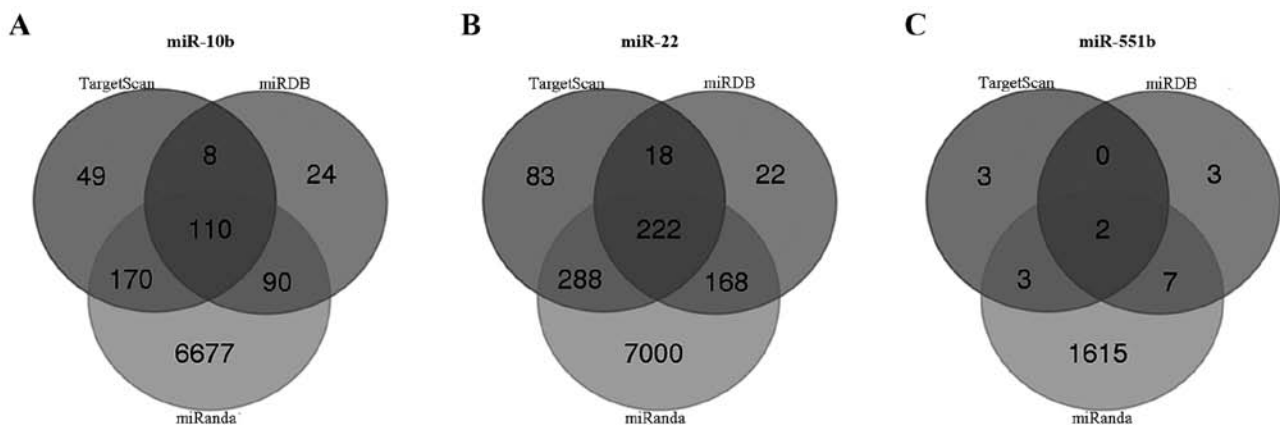 A
miR-10b
TargetScan
miRDB
49
8
24
110
170
90
6677
miRanda
B
miR-22
TargetScan
miRDB
83
18
22
222
288
168
7000
miRanda
C
miR-551b
TargetScan
miRDB
3
0
3
2
3
7
1615
miRanda